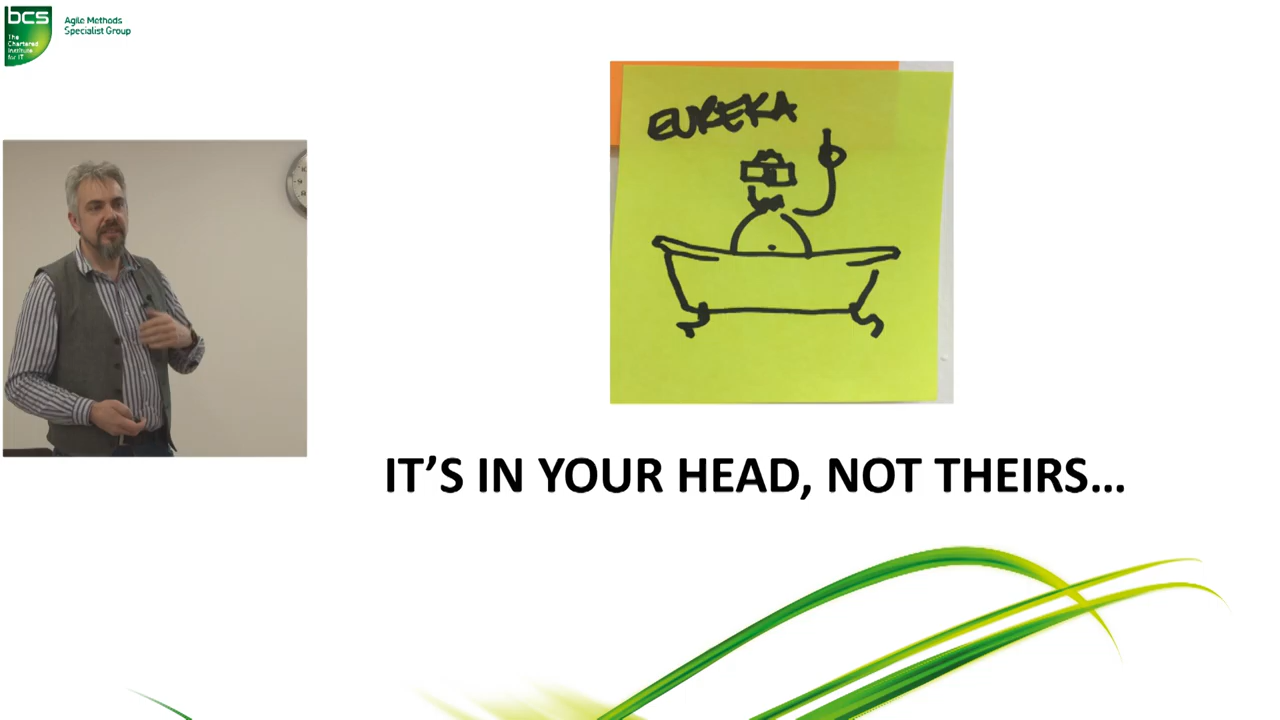 bcs
The
Chartered
Institute
for IT
Agile Methods
Specialist Group
EUREKA
IT'S IN YOUR HEAD, NOT THEIRS…